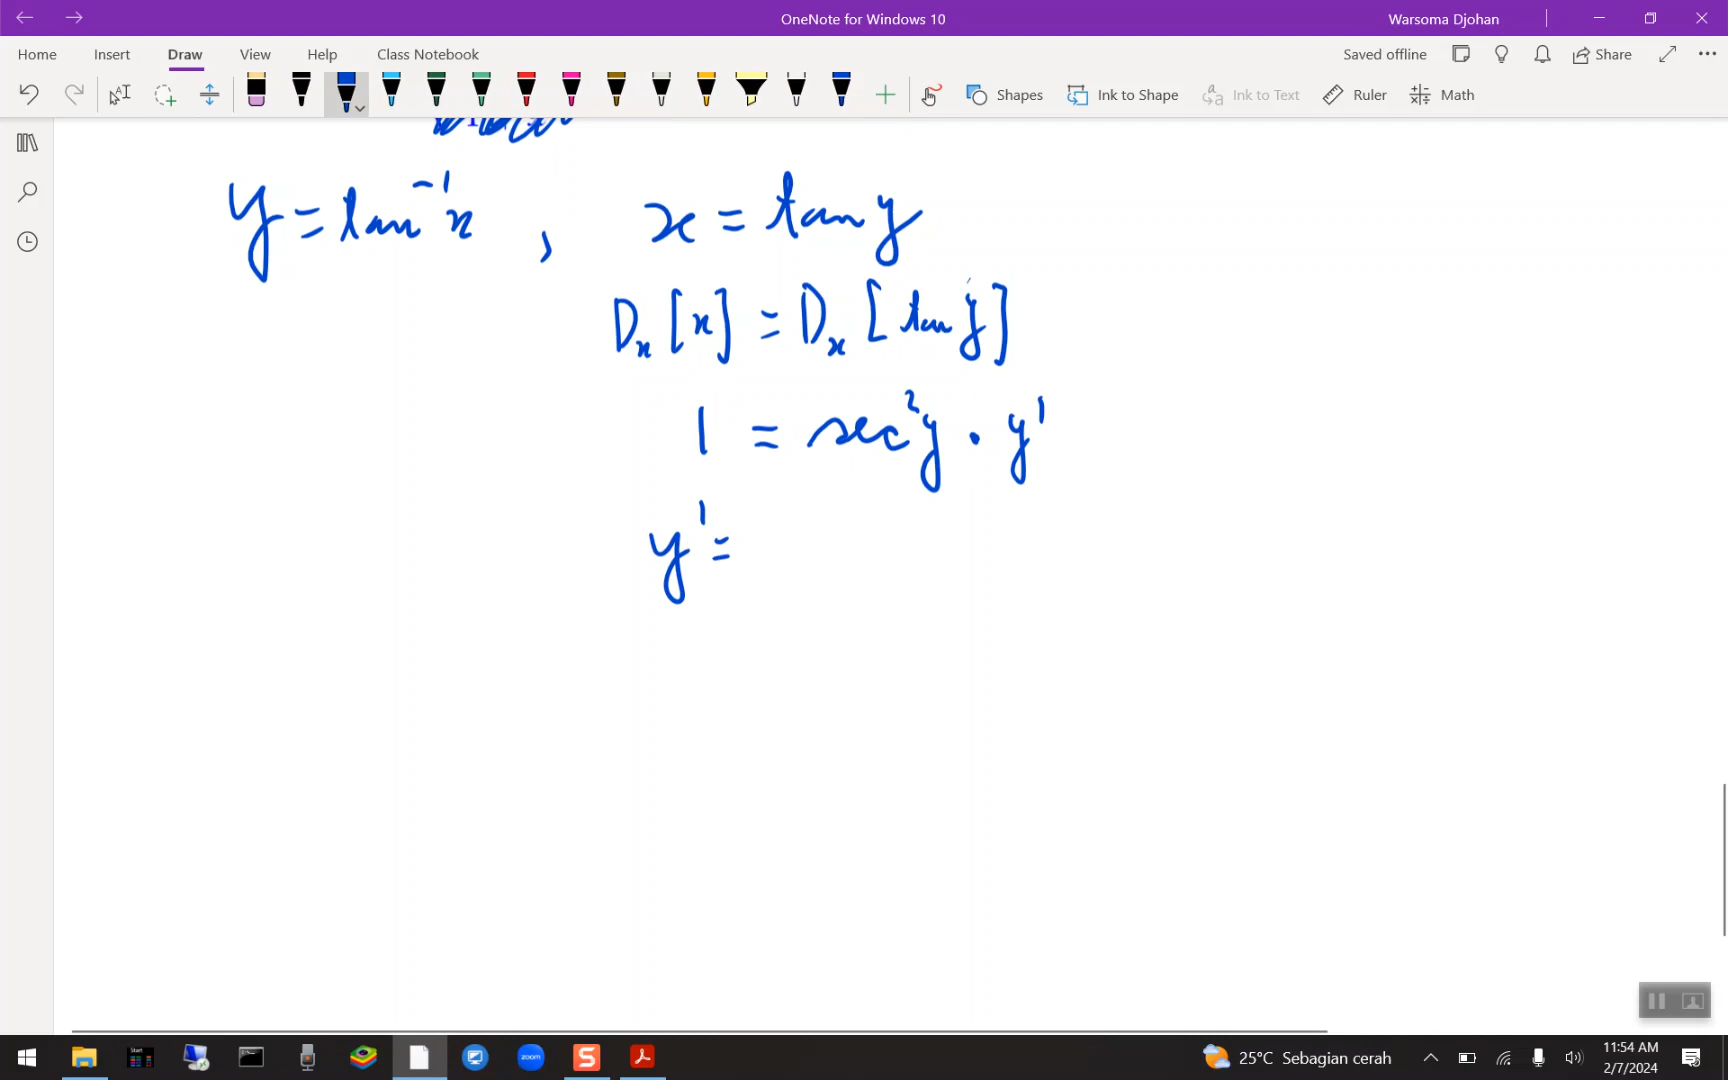 OneNote for Windows 10
Warsoma Djohan
Home Insert Draw View Help Class Notebook
Saved offline Share
Shapes Ink to Shape Ink to Text Ruler Math
y = tan⁻¹x , x = tan y
Dₓ [x] = Dₓ [tan y]
1 = sec²y · y'
y' =
Start
zoom
25°C Sebagian cerah
11:54 AM
2/7/2024